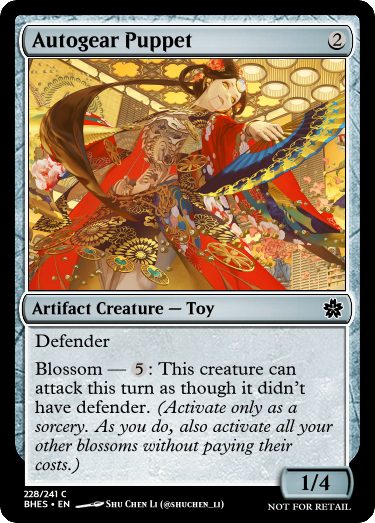 Autogear Puppet 2
Artifact Creature — Toy
Defender
Blossom — 5: This creature can
attack this turn as though it didn't
have defender. (Activate only as a
sorcery. As you do, also activate all your
other blossoms without paying their
costs.)
1/4
228/241 C
BHES • EN Shu Chen Li (@shuchen_li) NOT FOR RETAIL